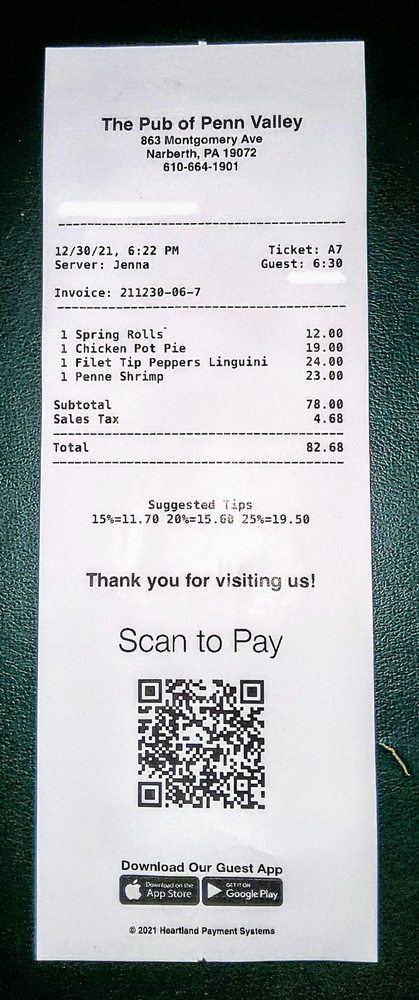 The Pub of Penn Valley
863 Montgomery Ave
Narberth, PA 19072
610-664-1901
12/30/21, 6:22 PM Ticket: A7
Server: Jenna Guest: 6:30
Invoice: 211230-06-7
1 Spring Rolls 12.00
1 Chicken Pot Pie 19.00
1 Filet Tip Peppers Linguini 24.00
1 Penne Shrimp 23.00
Subtotal 78.00
Sales Tax 4.68
Total 82.68
Suggested Tips
15%=11.70 20%=15.60 25%=19.50
Thank you for visiting us!
Scan to Pay
Download Our Guest App
Download on the App Store GET IT ON Google Play
© 2021 Heartland Payment Systems